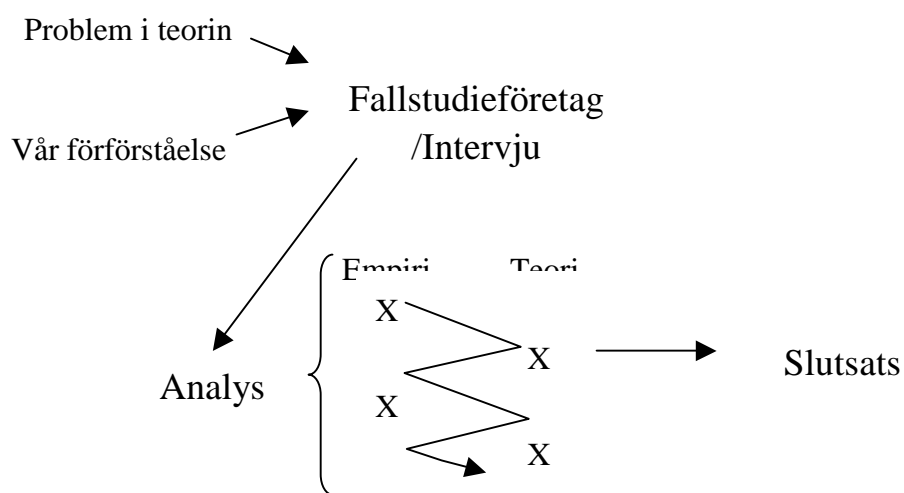 Problem i teorin
Fallstudieföretag
/Intervju
Vår förförståelse
Empiri Teori
X
X
Analys
X
X
Slutsats